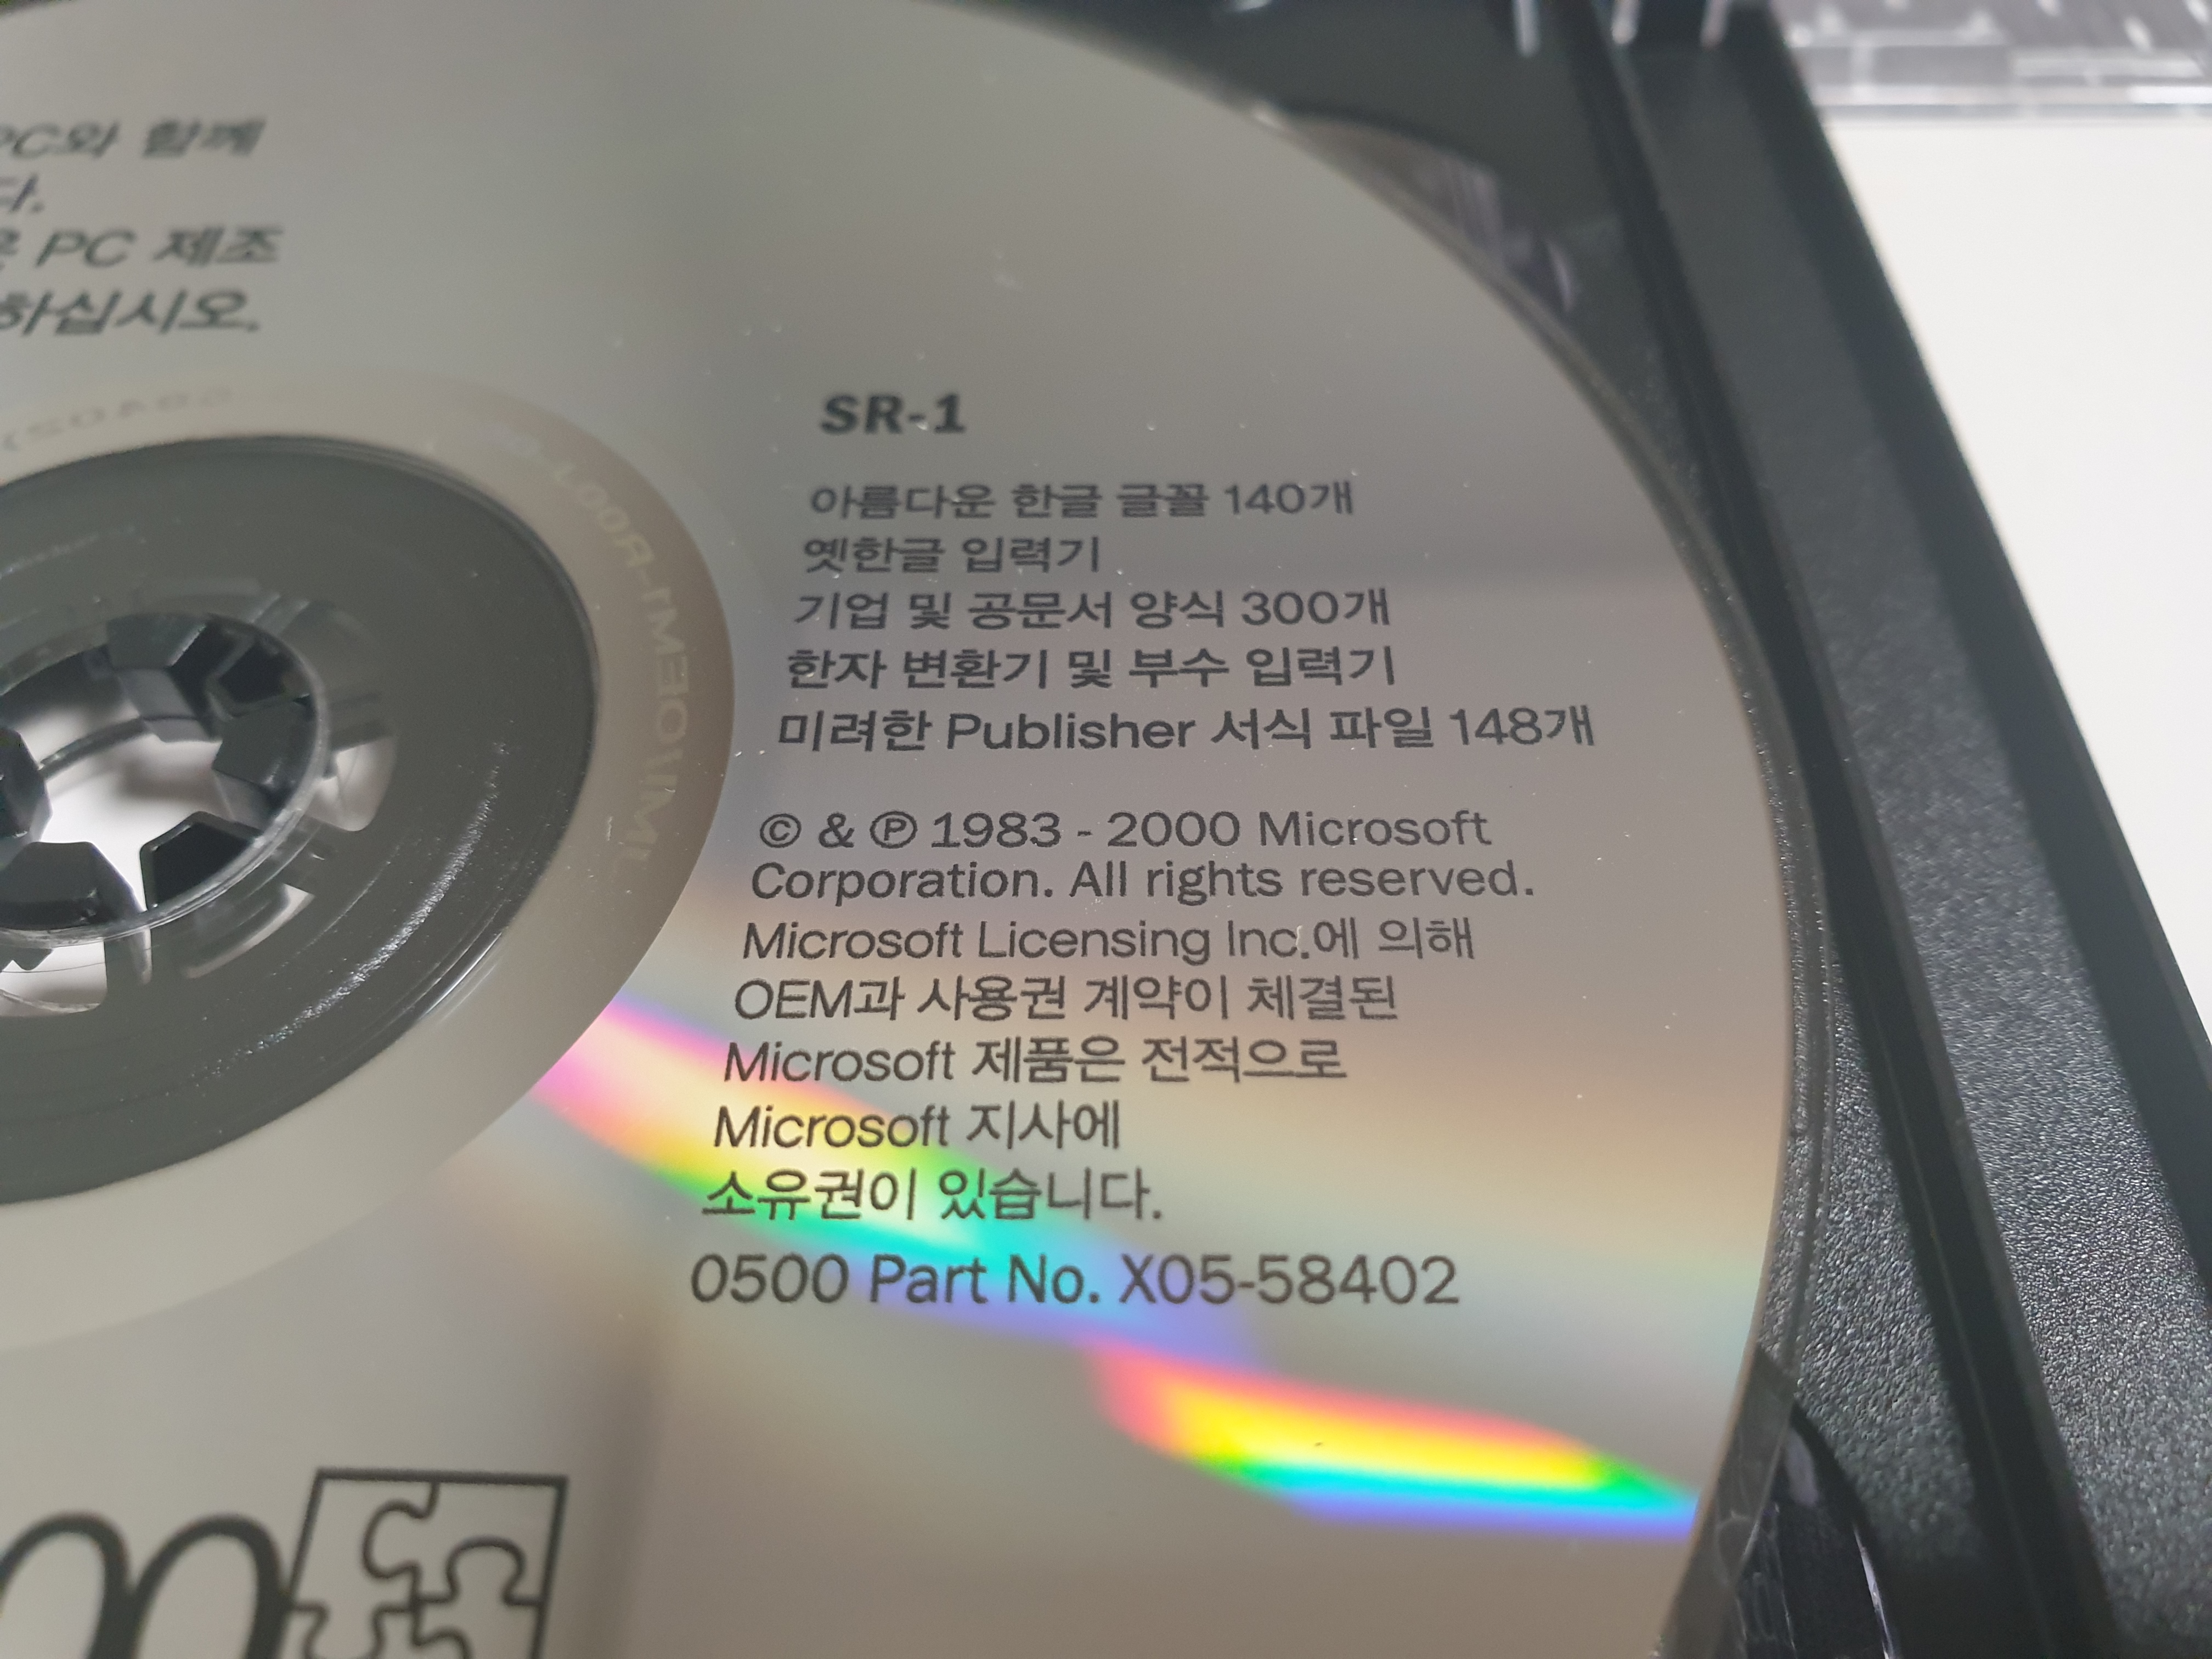 PC와 함께
다.
PC 제조
하십시오.
SR-1
아름다운 한글 글꼴 140개
옛한글 입력기
기업 및 공문서 양식 300개
한자 변환기 및 부수 입력기
미려한 Publisher 서식 파일 148개
© & ℗ 1983 - 2000 Microsoft
Corporation. All rights reserved.
Microsoft Licensing Inc.에 의해
OEM과 사용권 계약이 체결된
Microsoft 제품은 전적으로
Microsoft 지사에
소유권이 있습니다.
0500 Part No. X05-58402
00